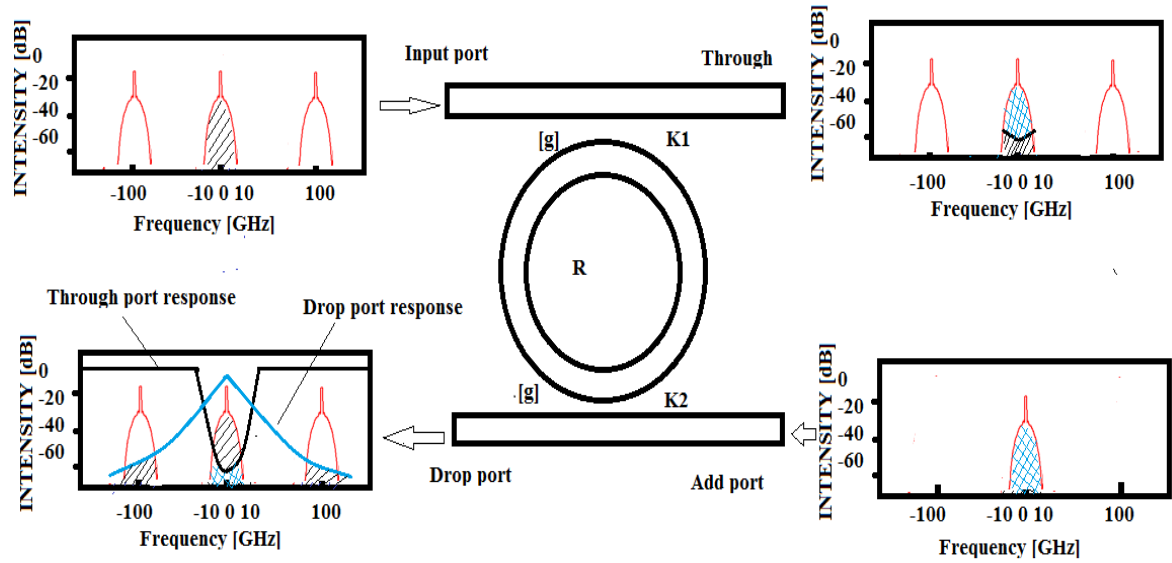 INTENSITY [dB]
0
-20
-40
-60
-100 -10 0 10 100
Frequency [GHz]
Input port
Through
[g]
K1
R
[g]
K2
Drop port
Add port
INTENSITY [dB]
0
-20
-40
-60
-100 -10 0 10 100
Frequency [GHz]
Through port response
Drop port response
INTENSITY [dB]
0
-20
-40
-60
-100 -10 0 10 100
Frequency [GHz]
INTENSITY [dB]
0
-20
-40
-60
-100 -10 0 10 100
Frequency [GHz]